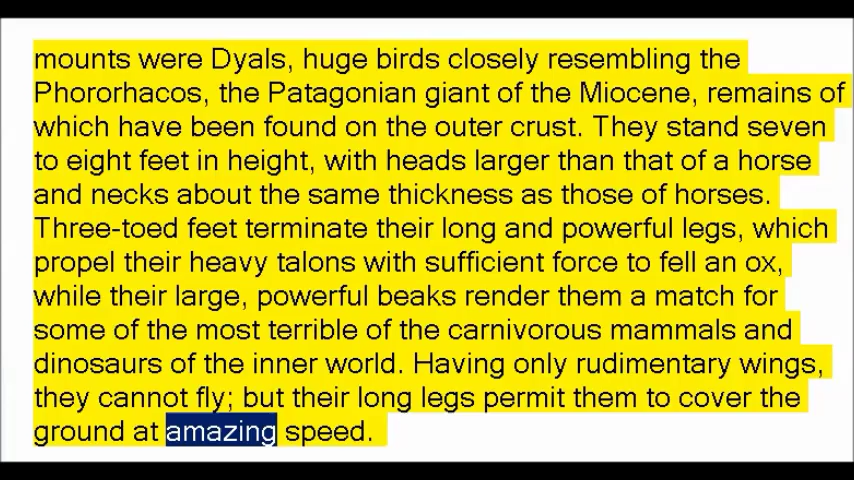 mounts were Dyals, huge birds closely resembling the
Phororhacos, the Patagonian giant of the Miocene, remains of
which have been found on the outer crust. They stand seven
to eight feet in height, with heads larger than that of a horse
and necks about the same thickness as those of horses.
Three-toed feet terminate their long and powerful legs, which
propel their heavy talons with sufficient force to fell an ox,
while their large, powerful beaks render them a match for
some of the most terrible of the carnivorous mammals and
dinosaurs of the inner world. Having only rudimentary wings,
they cannot fly; but their long legs permit them to cover the
ground at amazing speed.